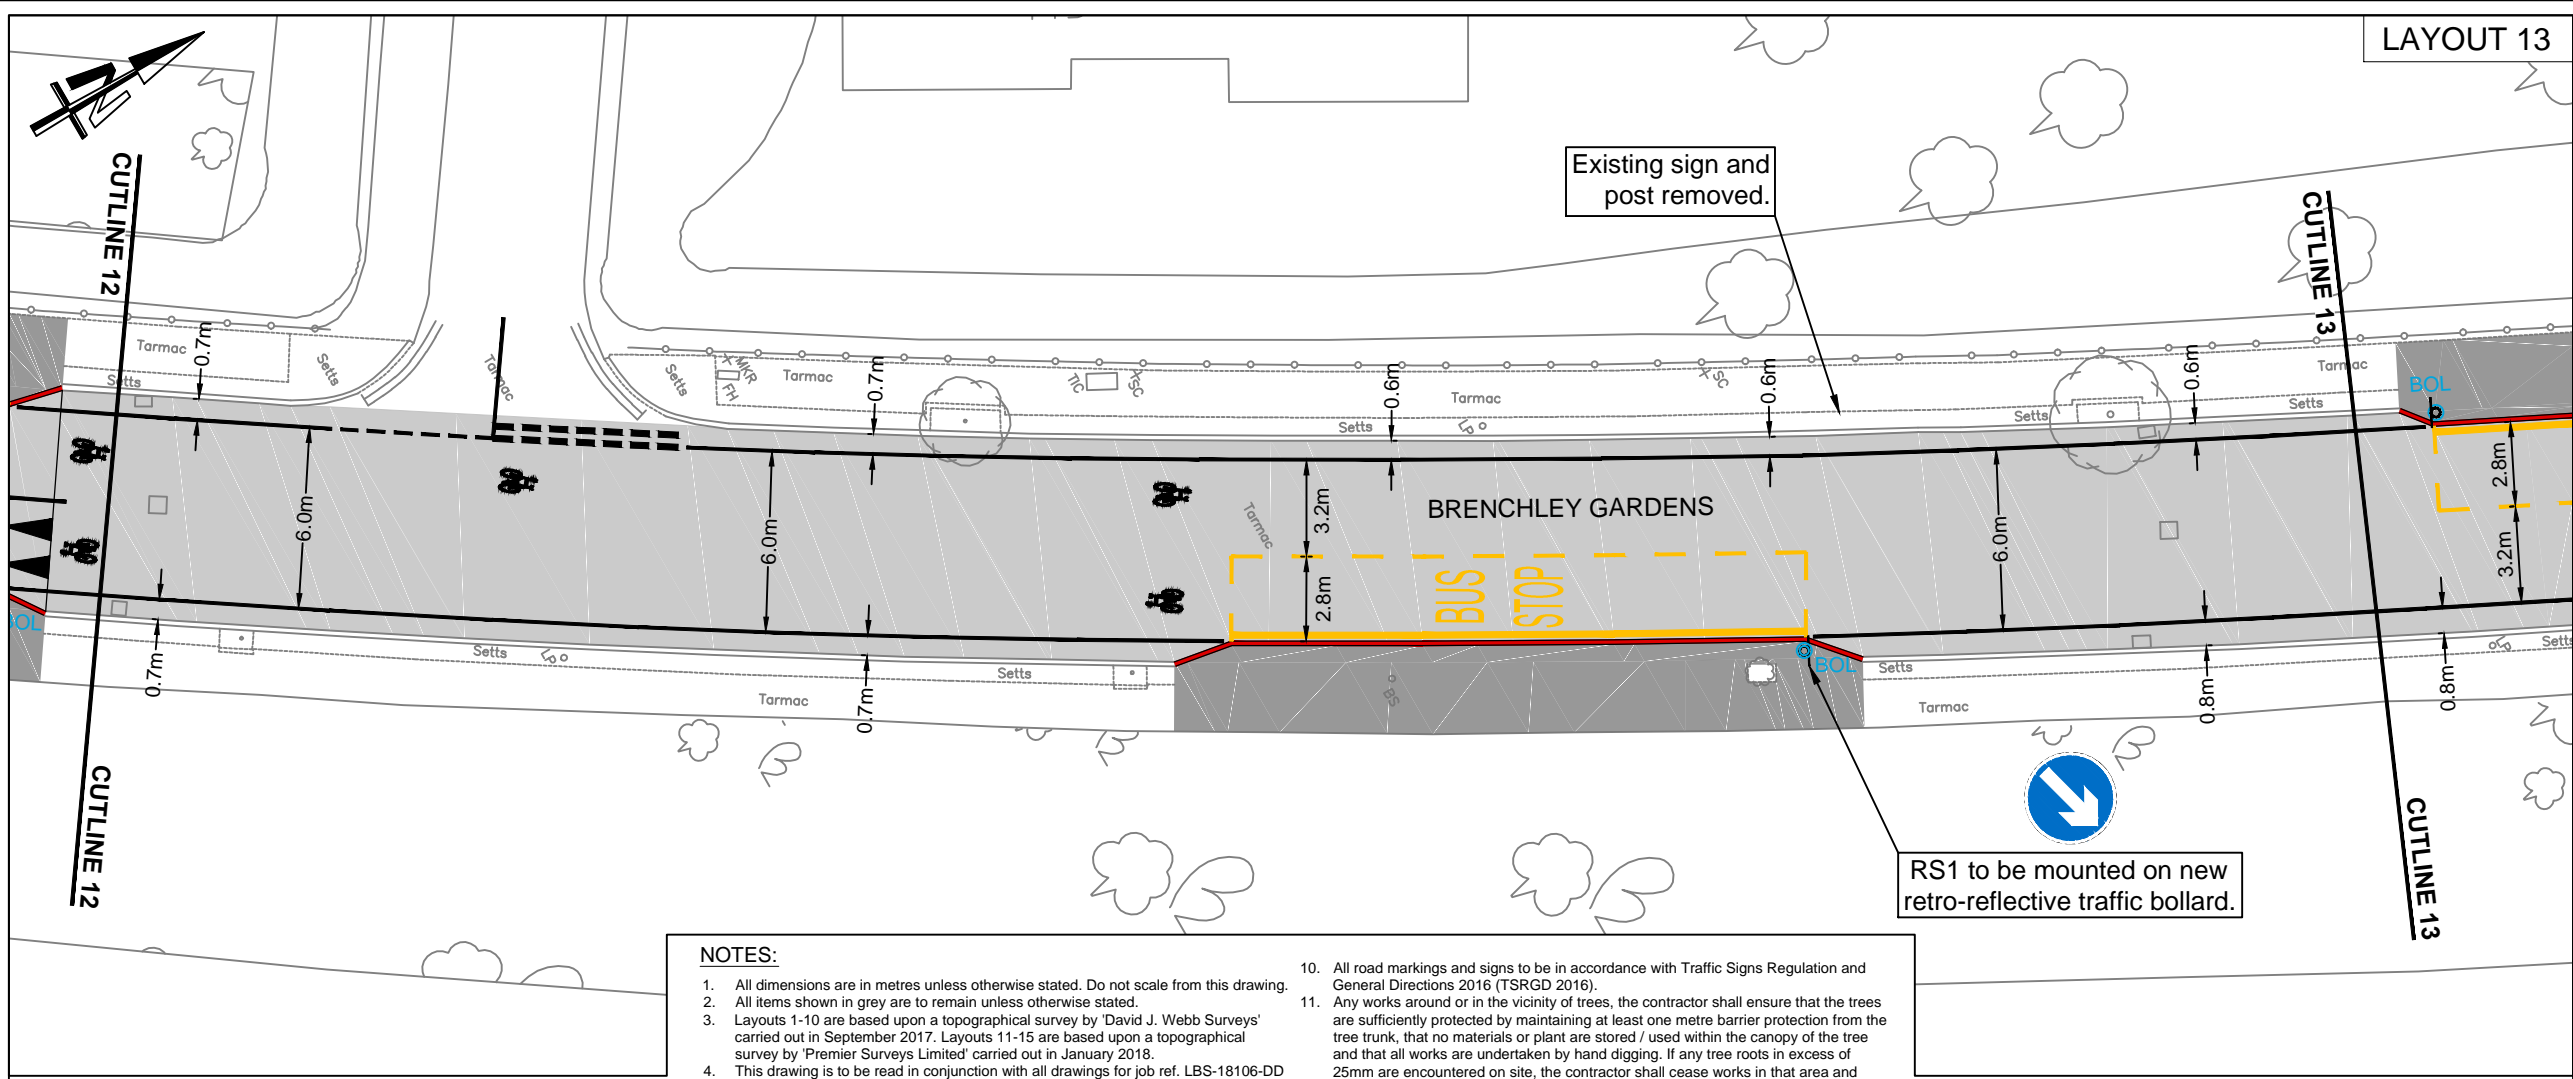 LAYOUT 13
N
CUTLINE 12
CUTLINE 12
CUTLINE 13
CUTLINE 13
Existing sign and
post removed.
Tarmac
Setts
Setts
0.7m
Tarmac
Setts
MKR
FH
Tarmac
0.7m
TIC
SC
0.6m
Tarmac
Setts
Lp
SC
0.6m
Setts
0.6m
Setts
Tarmac
BOL
6.0m
6.0m
Tarmac
3.2m
2.8m
BRENCHLEY GARDENS
BUS
STOP
6.0m
2.8m
3.2m
BOL
0.7m
Setts
Lp
Tarmac
0.7m
Setts
BS
BOL
Setts
Tarmac
0.8m
0.8m
Lp
Setts
RS1 to be mounted on new
retro-reflective traffic bollard.
NOTES:
1. All dimensions are in metres unless otherwise stated. Do not scale from this drawing.
2. All items shown in grey are to remain unless otherwise stated.
3. Layouts 1-10 are based upon a topographical survey by 'David J. Webb Surveys'
carried out in September 2017. Layouts 11-15 are based upon a topographical
survey by 'Premier Surveys Limited' carried out in January 2018.
4. This drawing is to be read in conjunction with all drawings for job ref. LBS-18106-DD
10. All road markings and signs to be in accordance with Traffic Signs Regulation and
General Directions 2016 (TSRGD 2016).
11. Any works around or in the vicinity of trees, the contractor shall ensure that the trees
are sufficiently protected by maintaining at least one metre barrier protection from the
tree trunk, that no materials or plant are stored / used within the canopy of the tree
and that all works are undertaken by hand digging. If any tree roots in excess of
25mm are encountered on site, the contractor shall cease works in that area and